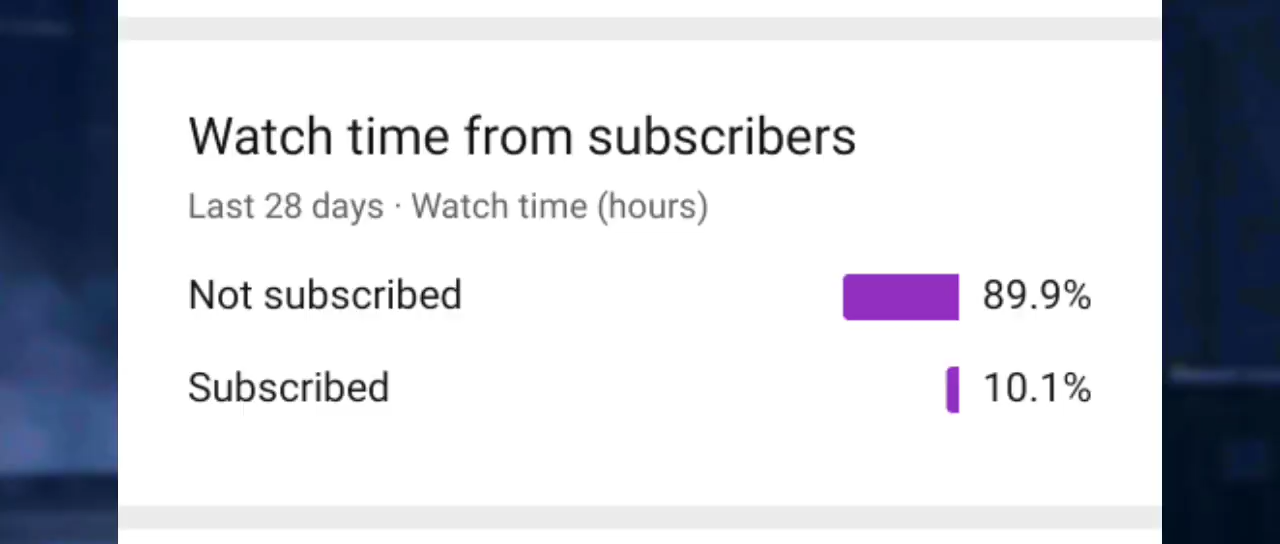 Watch time from subscribers
Last 28 days · Watch time (hours)
Not subscribed 89.9%
Subscribed 10.1%